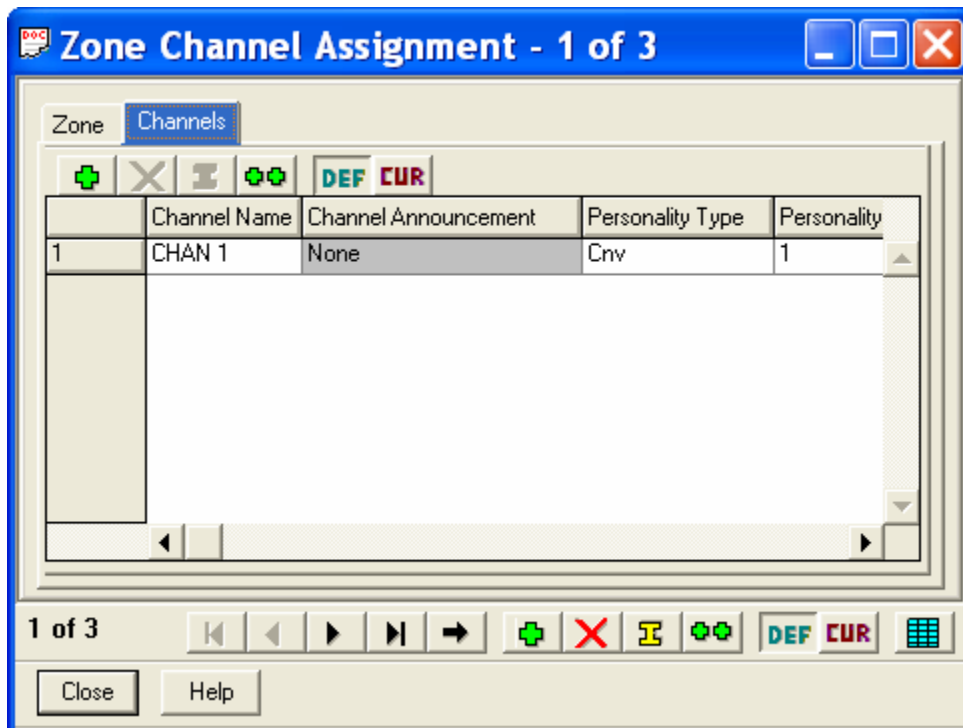 DOC Zone Channel Assignment - 1 of 3
Zone Channels
DEF CUR
Channel Name Channel Announcement Personality Type Personality
1 CHAN 1 None Cnv 1
1 of 3 DEF CUR
Close Help